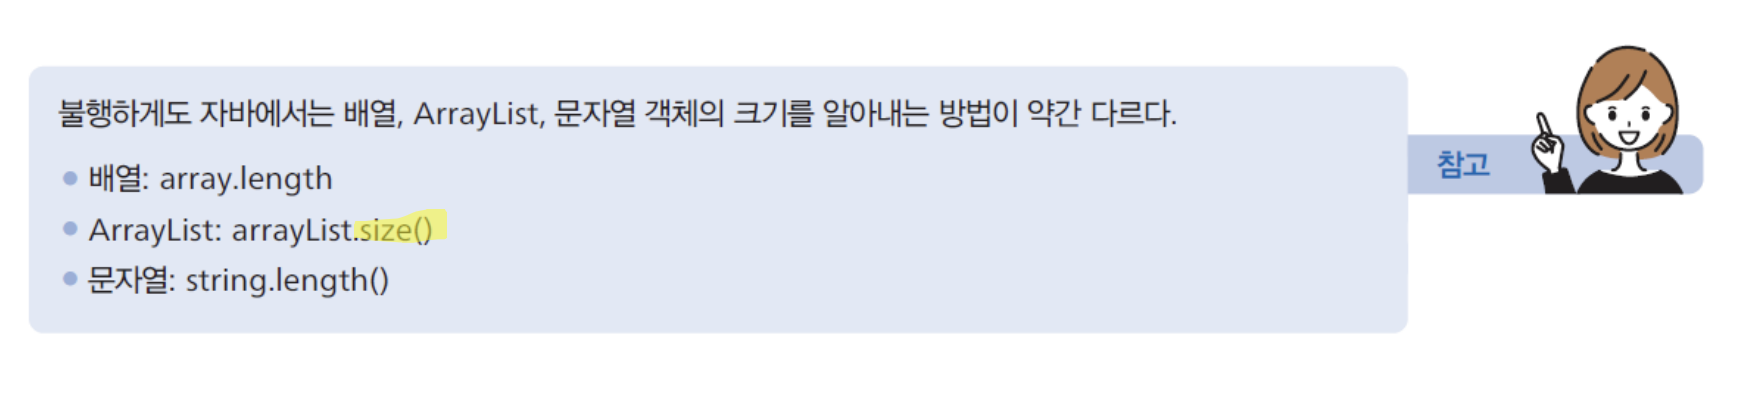 불행하게도 자바에서는 배열, ArrayList, 문자열 객체의 크기를 알아내는 방법이 약간 다르다.
● 배열: array.length
● ArrayList: arrayList.size()
● 문자열: string.length()
참고